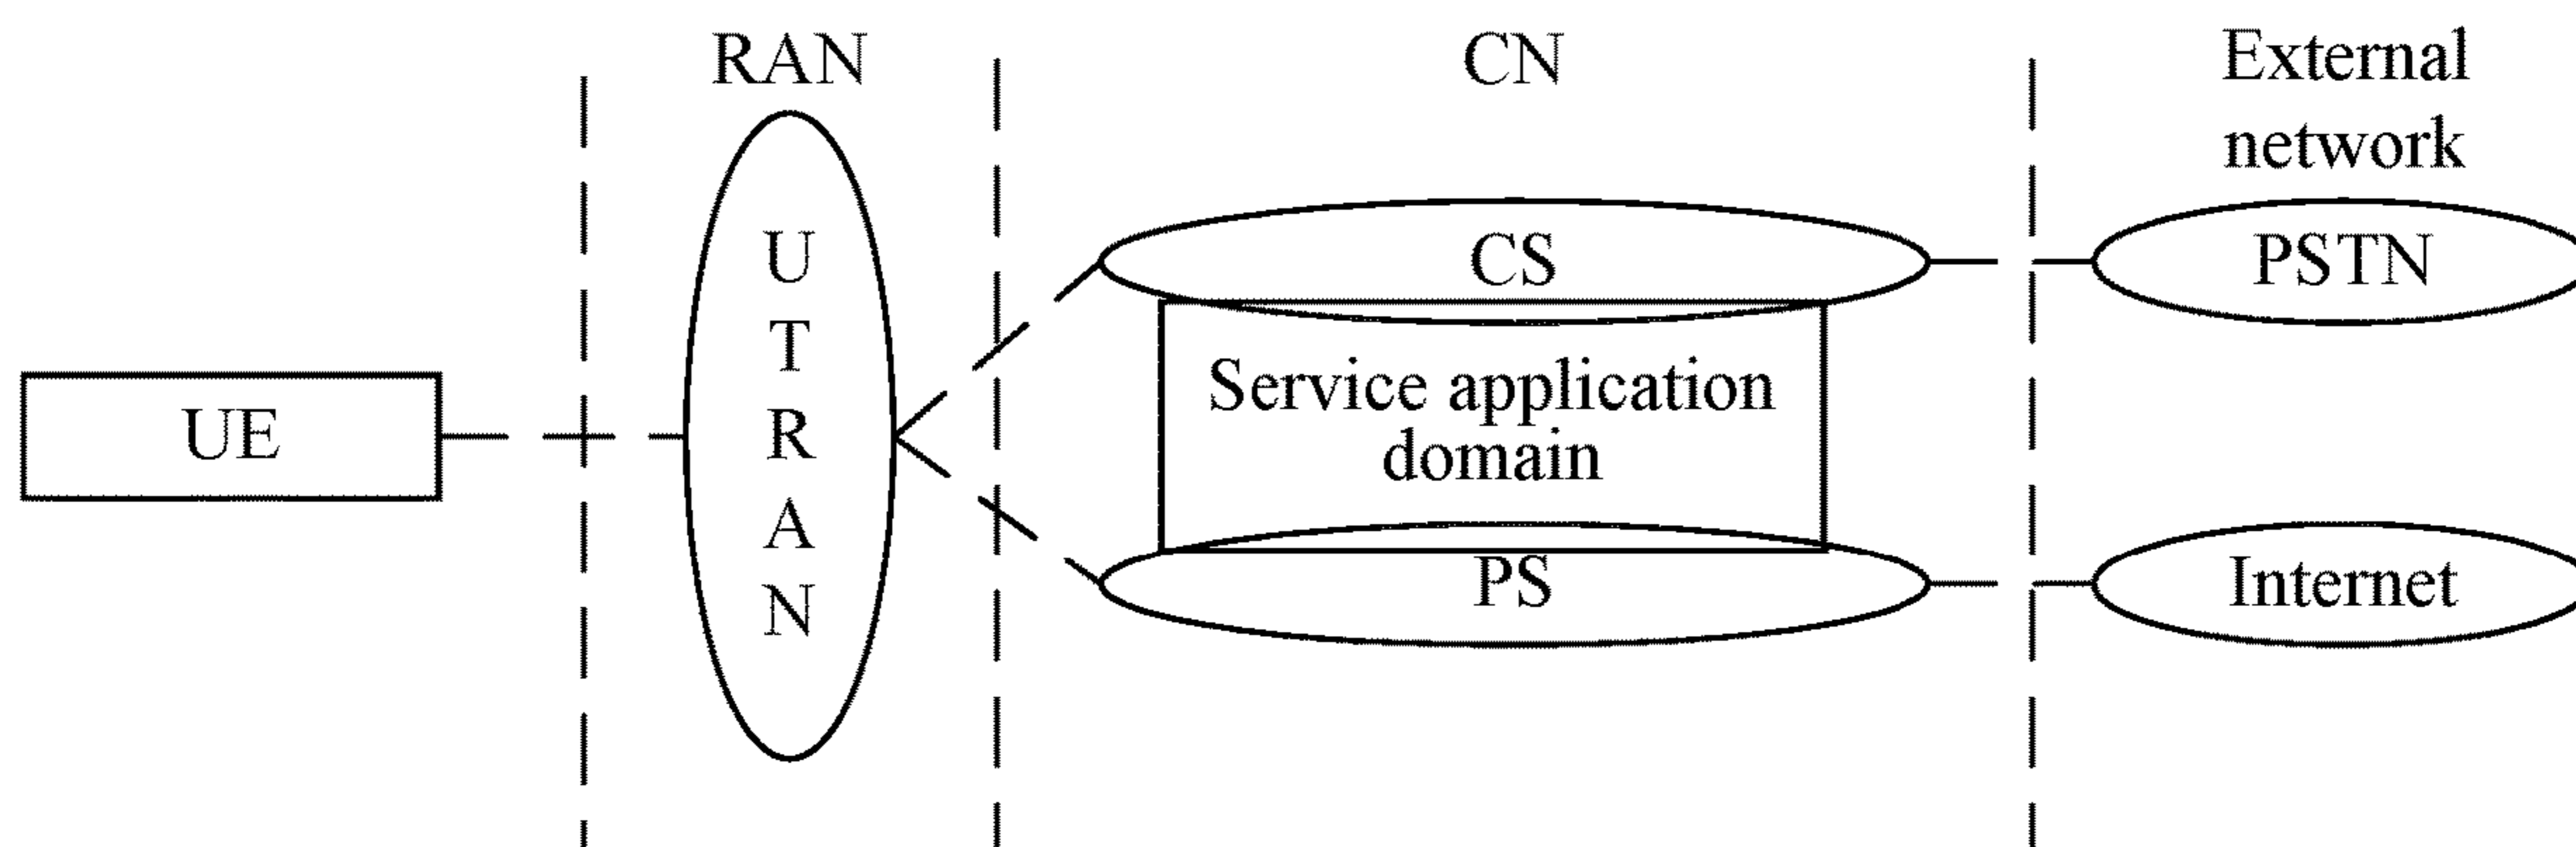 RAN
CN
External
network
UE
U
T
R
A
N
CS
Service application
domain
PS
PSTN
Internet